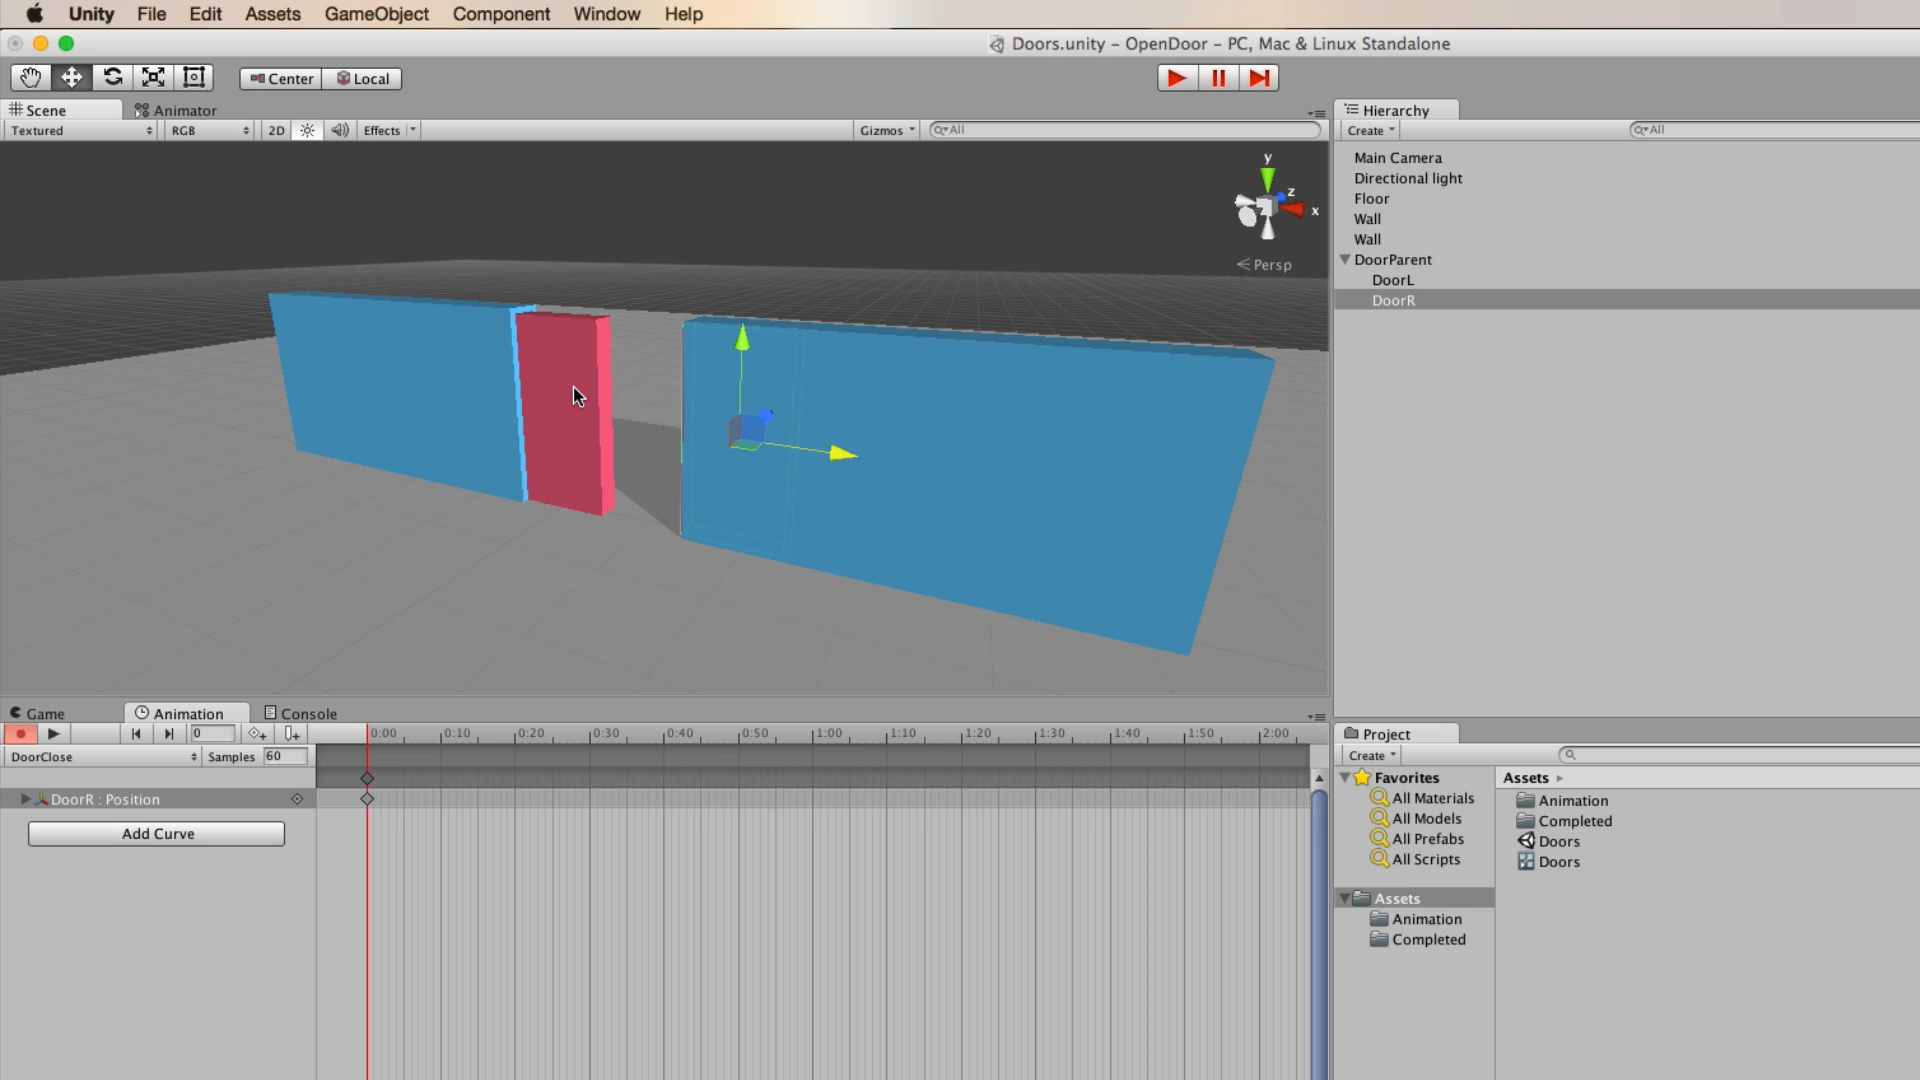 Unity File Edit Assets GameObject Component Window Help
Doors.unity – OpenDoor – PC, Mac & Linux Standalone
Center Local
Scene Animator
Textured RGB 2D Effects Gizmos All
y
z
x
Persp
Hierarchy
Create All
Main Camera
Directional light
Floor
Wall
Wall
DoorParent
DoorL
DoorR
Game Animation Console
0 0:00 0:10 0:20 0:30 0:40 0:50 1:00 1:10 1:20 1:30 1:40 1:50 2:00
DoorClose Samples 60
DoorR : Position
Add Curve
Project
Create
Favorites
All Materials
All Models
All Prefabs
All Scripts
Assets
Animation
Completed
Assets
Animation
Completed
Doors
Doors